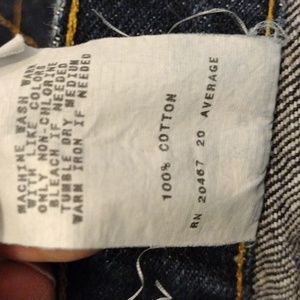 MACHINE WASH WARM
WITH LIKE COLORS
ONLY NON-CHLORINE
BLEACH IF NEEDED
TUMBLE DRY MEDIUM
WARM IRON IF NEEDED
100% COTTON
RN 20467 20 AVERAGE